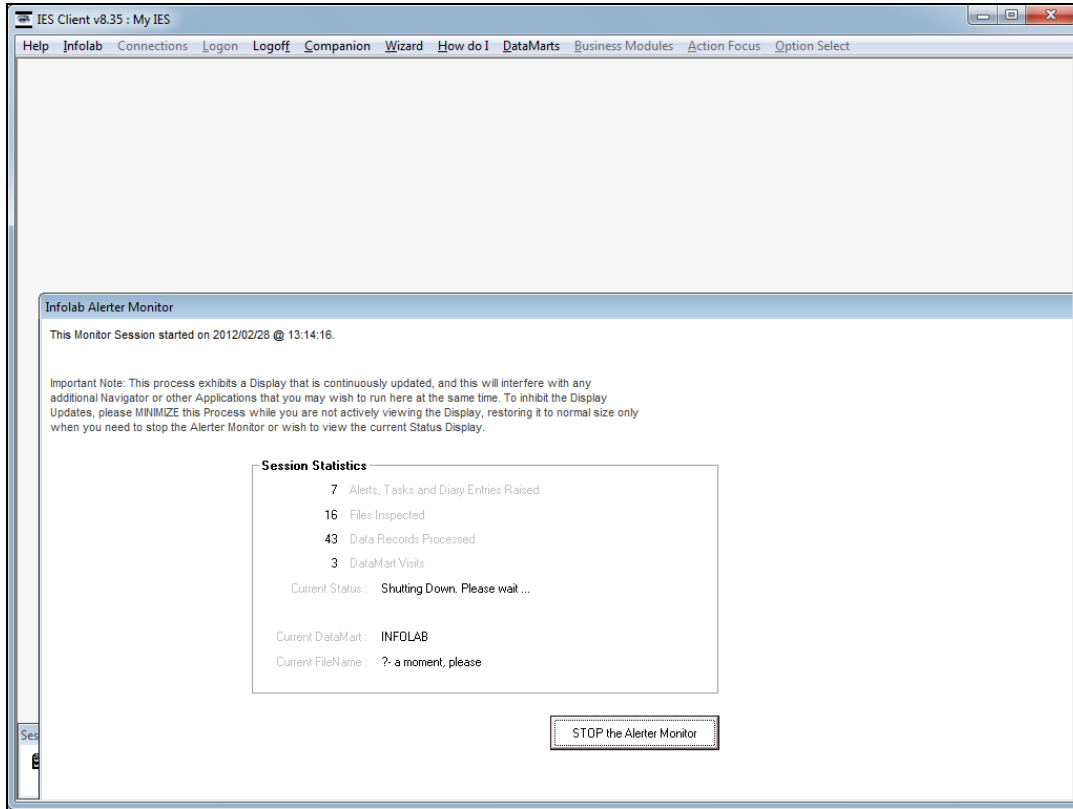 IES Client v8.35 : My IES
Help Infolab Connections Logon Logoff Companion Wizard How do I DataMarts Business Modules Action Focus Option Select
Infolab Alerter Monitor
This Monitor Session started on 2012/02/28 @ 13:14:16.
Important Note: This process exhibits a Display that is continuously updated, and this will interfere with any
additional Navigator or other Applications that you may wish to run here at the same time. To inhibit the Display
Updates, please MINIMIZE this Process while you are not actively viewing the Display, restoring it to normal size only
when you need to stop the Alerter Monitor or wish to view the current Status Display.
Session Statistics
7 Alerts, Tasks and Diary Entries Raised
16 Files Inspected
43 Data Records Processed
3 DataMart Visits
Current Status : Shutting Down. Please wait ...
Current DataMart : INFOLAB
Current FileName : ?- a moment, please
STOP the Alerter Monitor
Ses